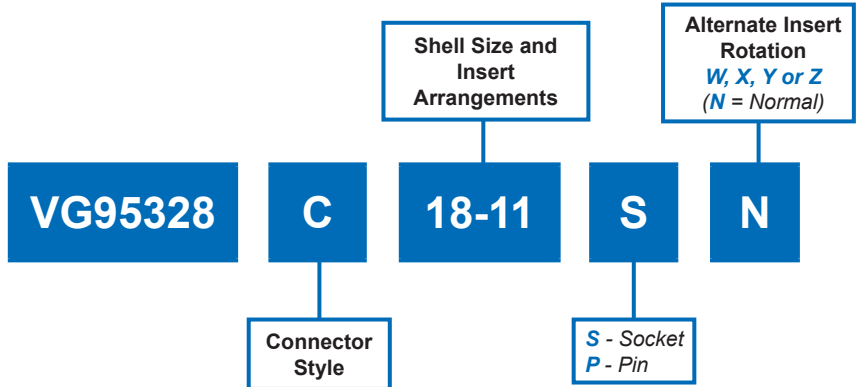 Shell Size and
Insert
Arrangements
Alternate Insert
Rotation
W, X, Y or Z
(N = Normal)
VG95328 C 18-11 S N
Connector
Style
S - Socket
P - Pin